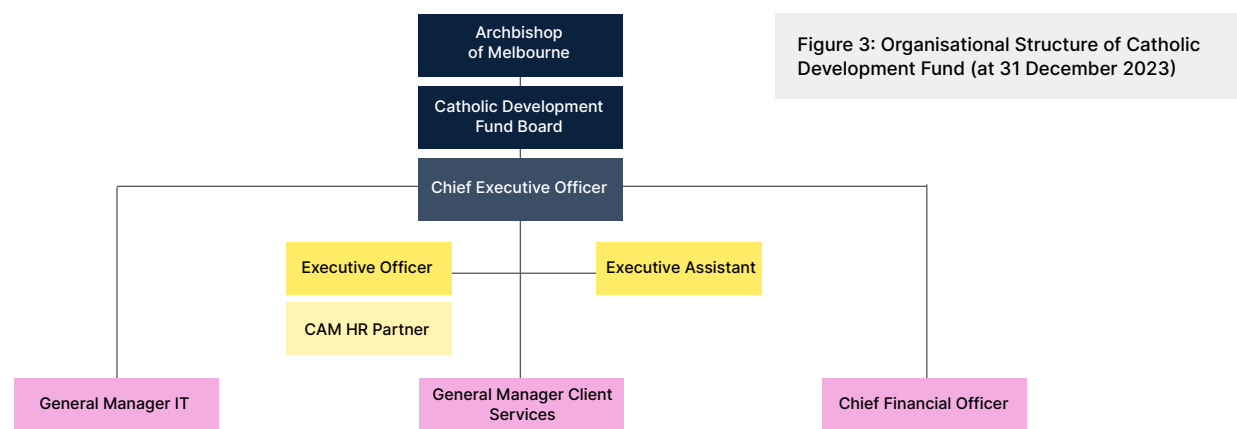 Archbishop
of Melbourne
Figure 3: Organisational Structure of Catholic
Development Fund (at 31 December 2023)
Catholic Development
Fund Board
Chief Executive Officer
Executive Officer
Executive Assistant
CAM HR Partner
General Manager IT
General Manager Client
Services
Chief Financial Officer